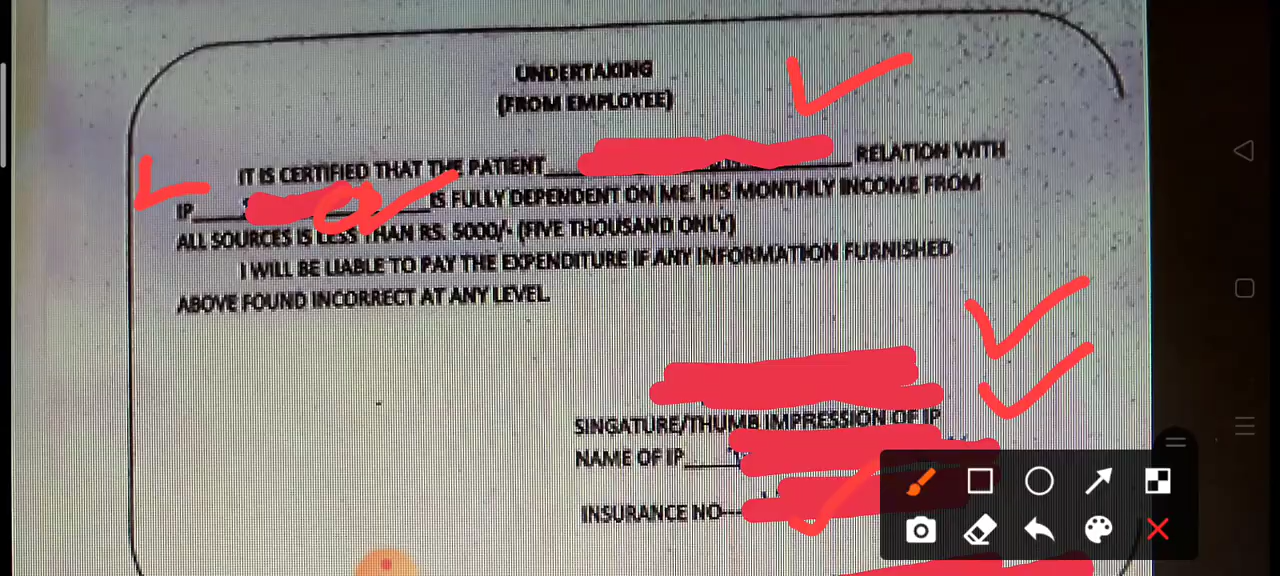 UNDERTAKING
(FROM EMPLOYEE)
IT IS CERTIFIED THAT THE PATIENT RELATION WITH
IP IS FULLY DEPENDENT ON ME. HIS MONTHLY INCOME FROM
ALL SOURCES IS LESS THAN RS. 5000/- (FIVE THOUSAND ONLY)
I WILL BE LIABLE TO PAY THE EXPENDITURE IF ANY INFORMATION FURNISHED
ABOVE FOUND INCORRECT AT ANY LEVEL.
SINGATURE/THUMB IMPRESSION OF IP
NAME OF IP
INSURANCE NO---